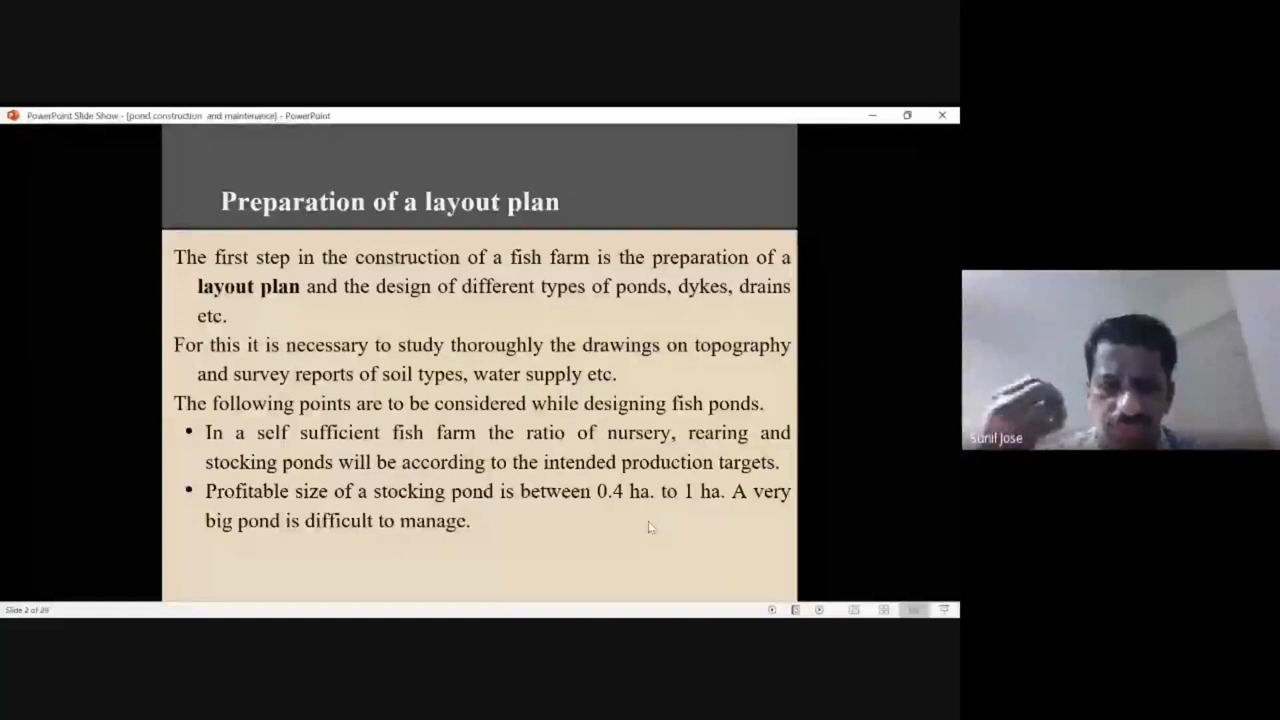 PowerPoint Slide Show - [pond construction and maintenance] - PowerPoint
Preparation of a layout plan
The first step in the construction of a fish farm is the preparation of a
layout plan and the design of different types of ponds, dykes, drains
etc.
For this it is necessary to study thoroughly the drawings on topography
and survey reports of soil types, water supply etc.
The following points are to be considered while designing fish ponds.
• In a self sufficient fish farm the ratio of nursery, rearing and
stocking ponds will be according to the intended production targets.
• Profitable size of a stocking pond is between 0.4 ha. to 1 ha. A very
big pond is difficult to manage.
Sunil Jose
Slide 2 of 29